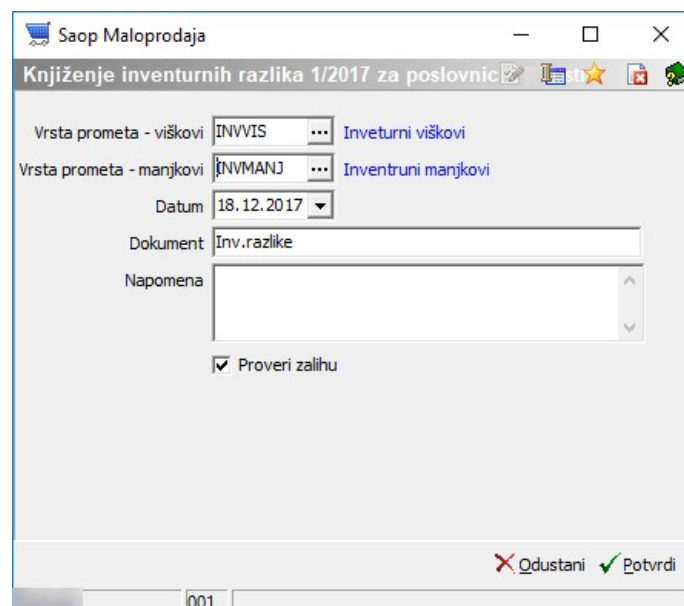 Saop Maloprodaja
Knjiženje inventurnih razlika 1/2017 za poslovnic
Vrsta prometa - viškovi INVVIS ... Inveturni viškovi
Vrsta prometa - manjkovi INVMANJ ... Inventruni manjkovi
Datum 18.12.2017
Dokument Inv.razlike
Napomena
Proveri zalihu
Odustani Potvrdi
001